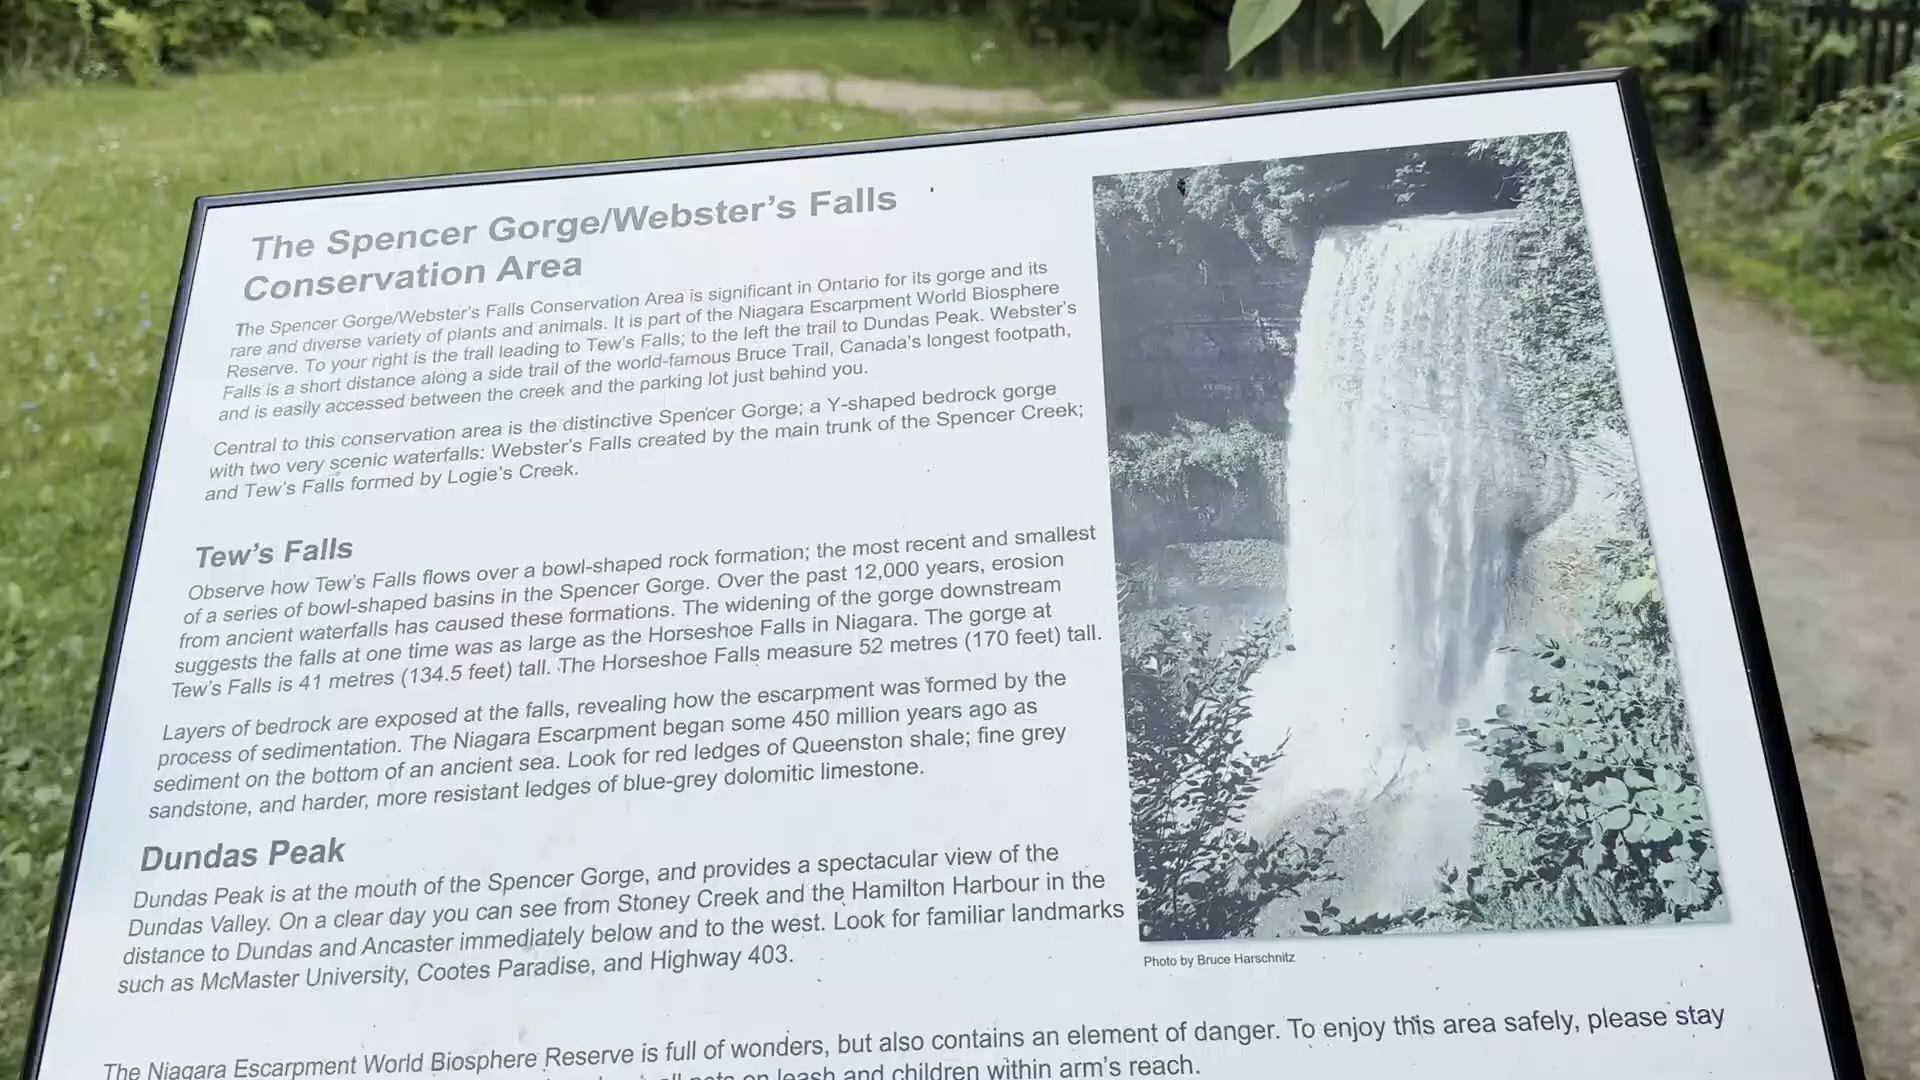 The Spencer Gorge/Webster's Falls
Conservation Area
The Spencer Gorge/Webster's Falls Conservation Area is significant in Ontario for its gorge and its
rare and diverse variety of plants and animals. It is part of the Niagara Escarpment World Biosphere
Reserve. To your right is the trail leading to Tew's Falls; to the left the trail to Dundas Peak. Webster's
Falls is a short distance along a side trail of the world-famous Bruce Trail, Canada's longest footpath,
and is easily accessed between the creek and the parking lot just behind you.
Central to this conservation area is the distinctive Spencer Gorge; a Y-shaped bedrock gorge
with two very scenic waterfalls: Webster's Falls created by the main trunk of the Spencer Creek;
and Tew's Falls formed by Logie's Creek.
Tew's Falls
Observe how Tew's Falls flows over a bowl-shaped rock formation; the most recent and smallest
of a series of bowl-shaped basins in the Spencer Gorge. Over the past 12,000 years, erosion
from ancient waterfalls has caused these formations. The widening of the gorge downstream
suggests the falls at one time was as large as the Horseshoe Falls in Niagara. The gorge at
Tew's Falls is 41 metres (134.5 feet) tall. The Horseshoe Falls measure 52 metres (170 feet) tall.
Layers of bedrock are exposed at the falls, revealing how the escarpment was formed by the
process of sedimentation. The Niagara Escarpment began some 450 million years ago as
sediment on the bottom of an ancient sea. Look for red ledges of Queenston shale; fine grey
sandstone, and harder, more resistant ledges of blue-grey dolomitic limestone.
Dundas Peak
Dundas Peak is at the mouth of the Spencer Gorge, and provides a spectacular view of the
Dundas Valley. On a clear day you can see from Stoney Creek and the Hamilton Harbour in the
distance to Dundas and Ancaster immediately below and to the west. Look for familiar landmarks
such as McMaster University, Cootes Paradise, and Highway 403.
Photo by Bruce Harschnitz
The Niagara Escarpment World Biosphere Reserve is full of wonders, but also contains an element of danger. To enjoy this area safely, please stay
on leash and children within arm's reach.